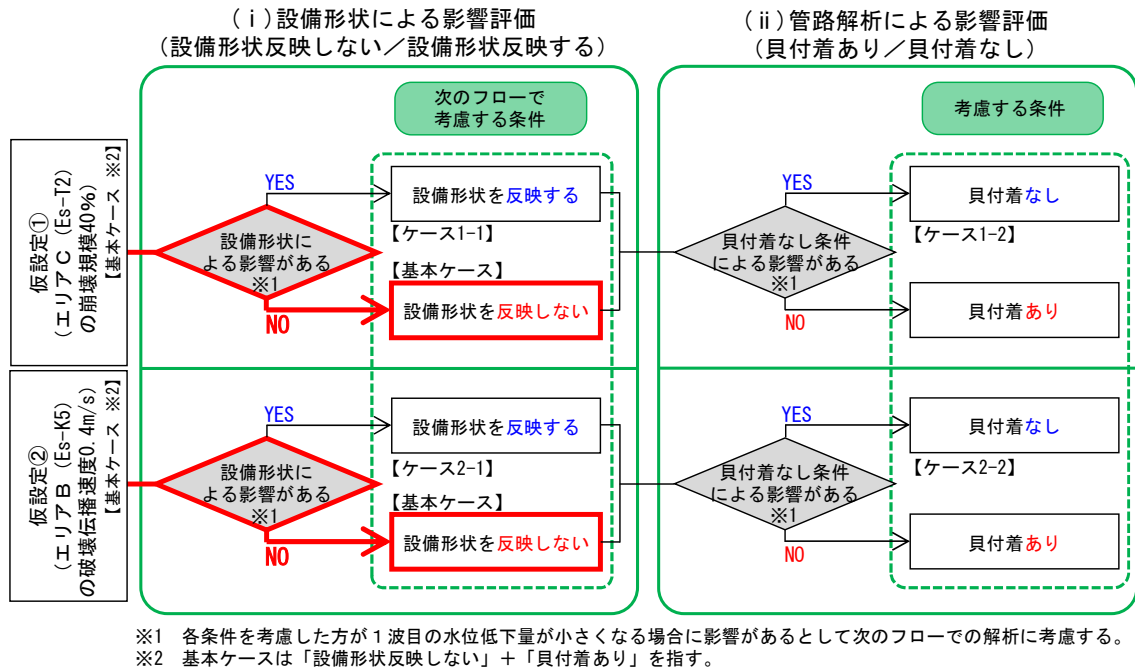 (ⅰ)設備形状による影響評価
(設備形状反映しない/設備形状反映する)
(ⅱ)管路解析による影響評価
(貝付着あり/貝付着なし)
次のフローで
考慮する条件
考慮する条件
仮設定①
(エリアC(Es-T2)
の崩壊規模40%)
【基本ケース ※2】
設備形状に
よる影響がある
※1
YES
設備形状を反映する
【ケース1-1】
【基本ケース】
NO
設備形状を反映しない
貝付着なし条件
による影響がある
※1
YES
貝付着なし
【ケース1-2】
NO
貝付着あり
仮設定②
(エリアB(Es-K5)
の破壊伝播速度0.4m/s)
【基本ケース ※2】
設備形状に
よる影響がある
※1
YES
設備形状を反映する
【ケース2-1】
【基本ケース】
NO
設備形状を反映しない
貝付着なし条件
による影響がある
※1
YES
貝付着なし
【ケース2-2】
NO
貝付着あり
※1 各条件を考慮した方が1波目の水位低下量が小さくなる場合に影響があるとして次のフローでの解析に考慮する。
※2 基本ケースは「設備形状反映しない」+「貝付着あり」を指す。